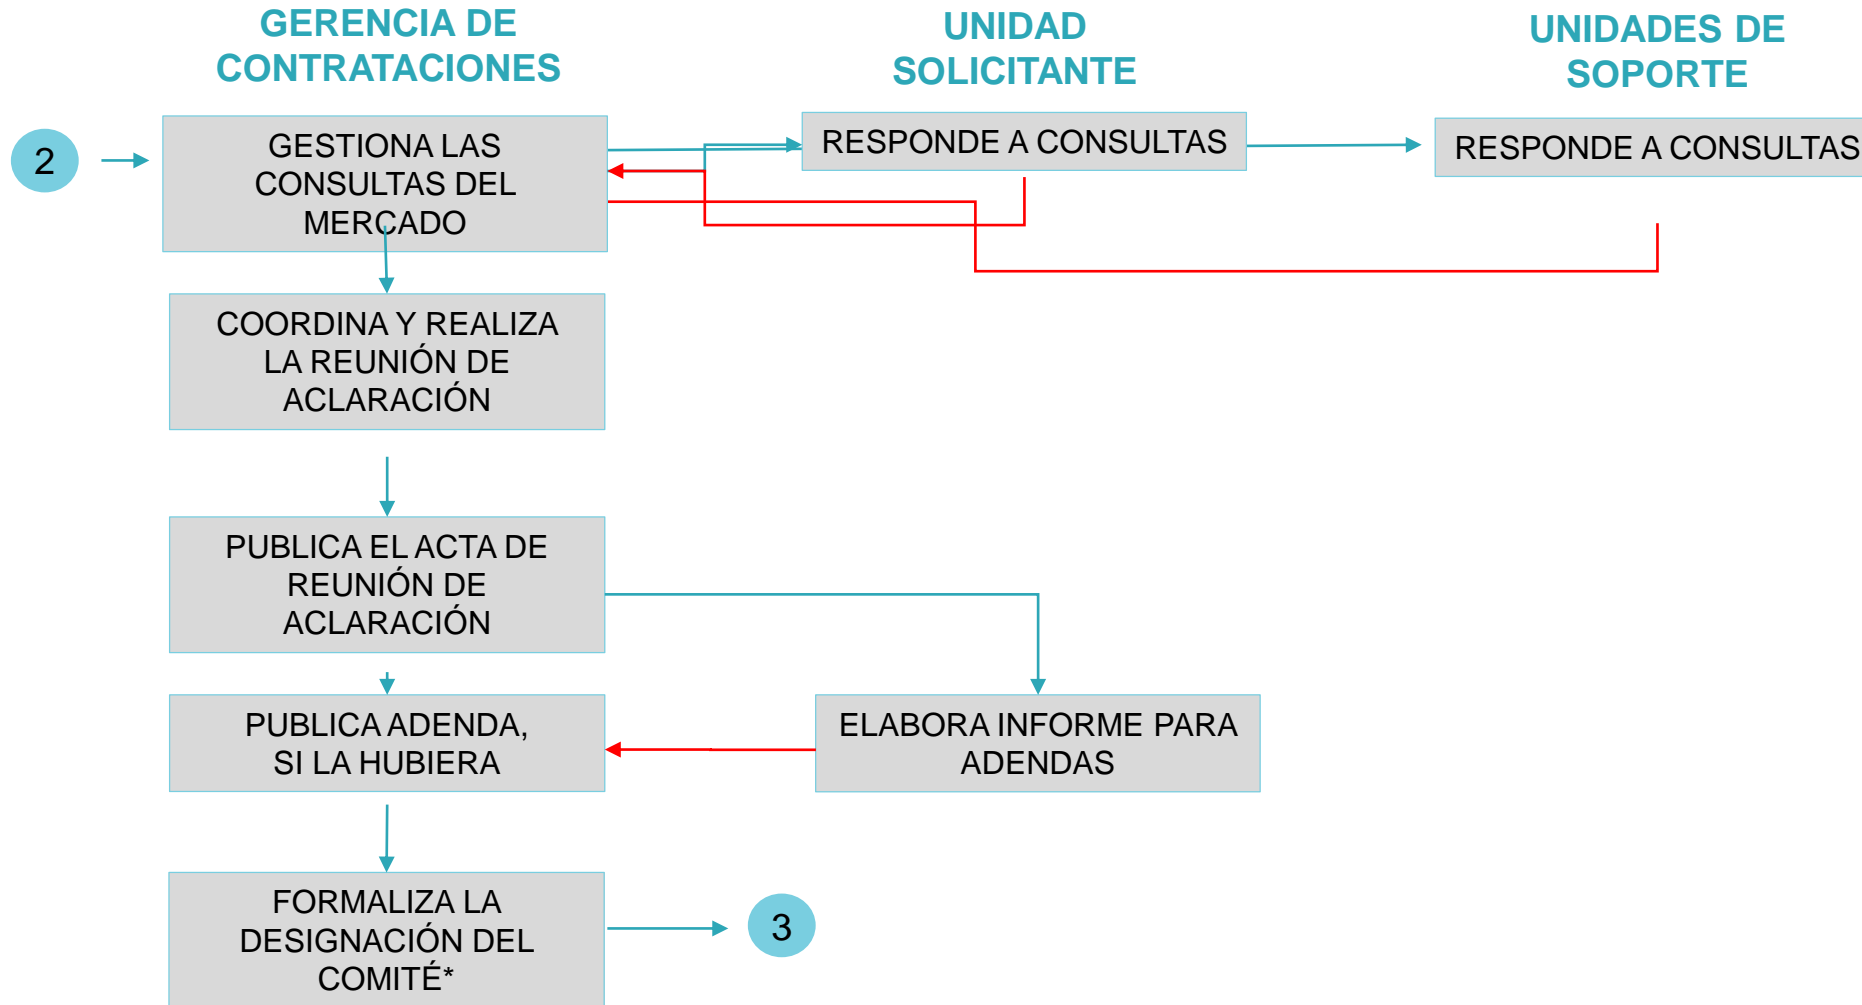 GERENCIA DE
CONTRATACIONES
UNIDAD
SOLICITANTE
UNIDADES DE
SOPORTE
2
GESTIONA LAS
CONSULTAS DEL
MERCADO
RESPONDE A CONSULTAS
RESPONDE A CONSULTAS
COORDINA Y REALIZA
LA REUNIÓN DE
ACLARACIÓN
PUBLICA EL ACTA DE
REUNIÓN DE
ACLARACIÓN
PUBLICA ADENDA,
SI LA HUBIERA
ELABORA INFORME PARA
ADENDAS
FORMALIZA LA
DESIGNACIÓN DEL
COMITÉ*
3